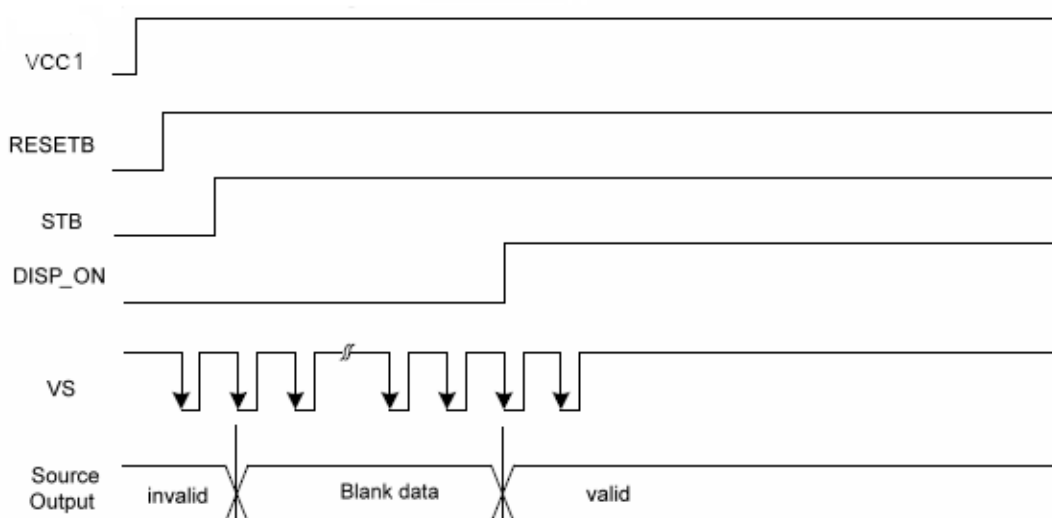 VCC1
RESETB
STB
DISP_ON
VS
Source
Output
invalid
Blank data
valid